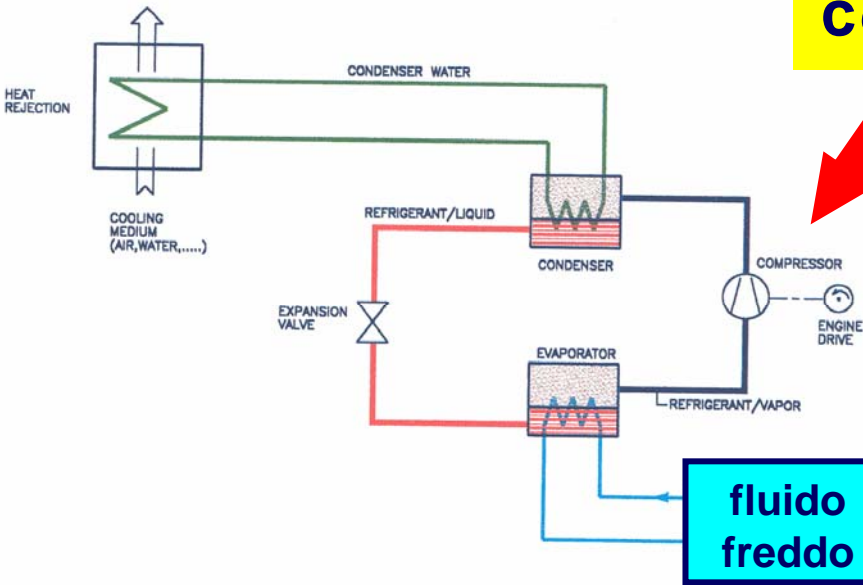 CONDENSER WATER
HEAT
REJECTION
COOLING
MEDIUM
(AIR,WATER,.....)
REFRIGERANT/LIQUID
CONDENSER
COMPRESSOR
EXPANSION
VALVE
ENGINE
DRIVE
EVAPORATOR
REFRIGERANT/VAPOR
fluido
freddo